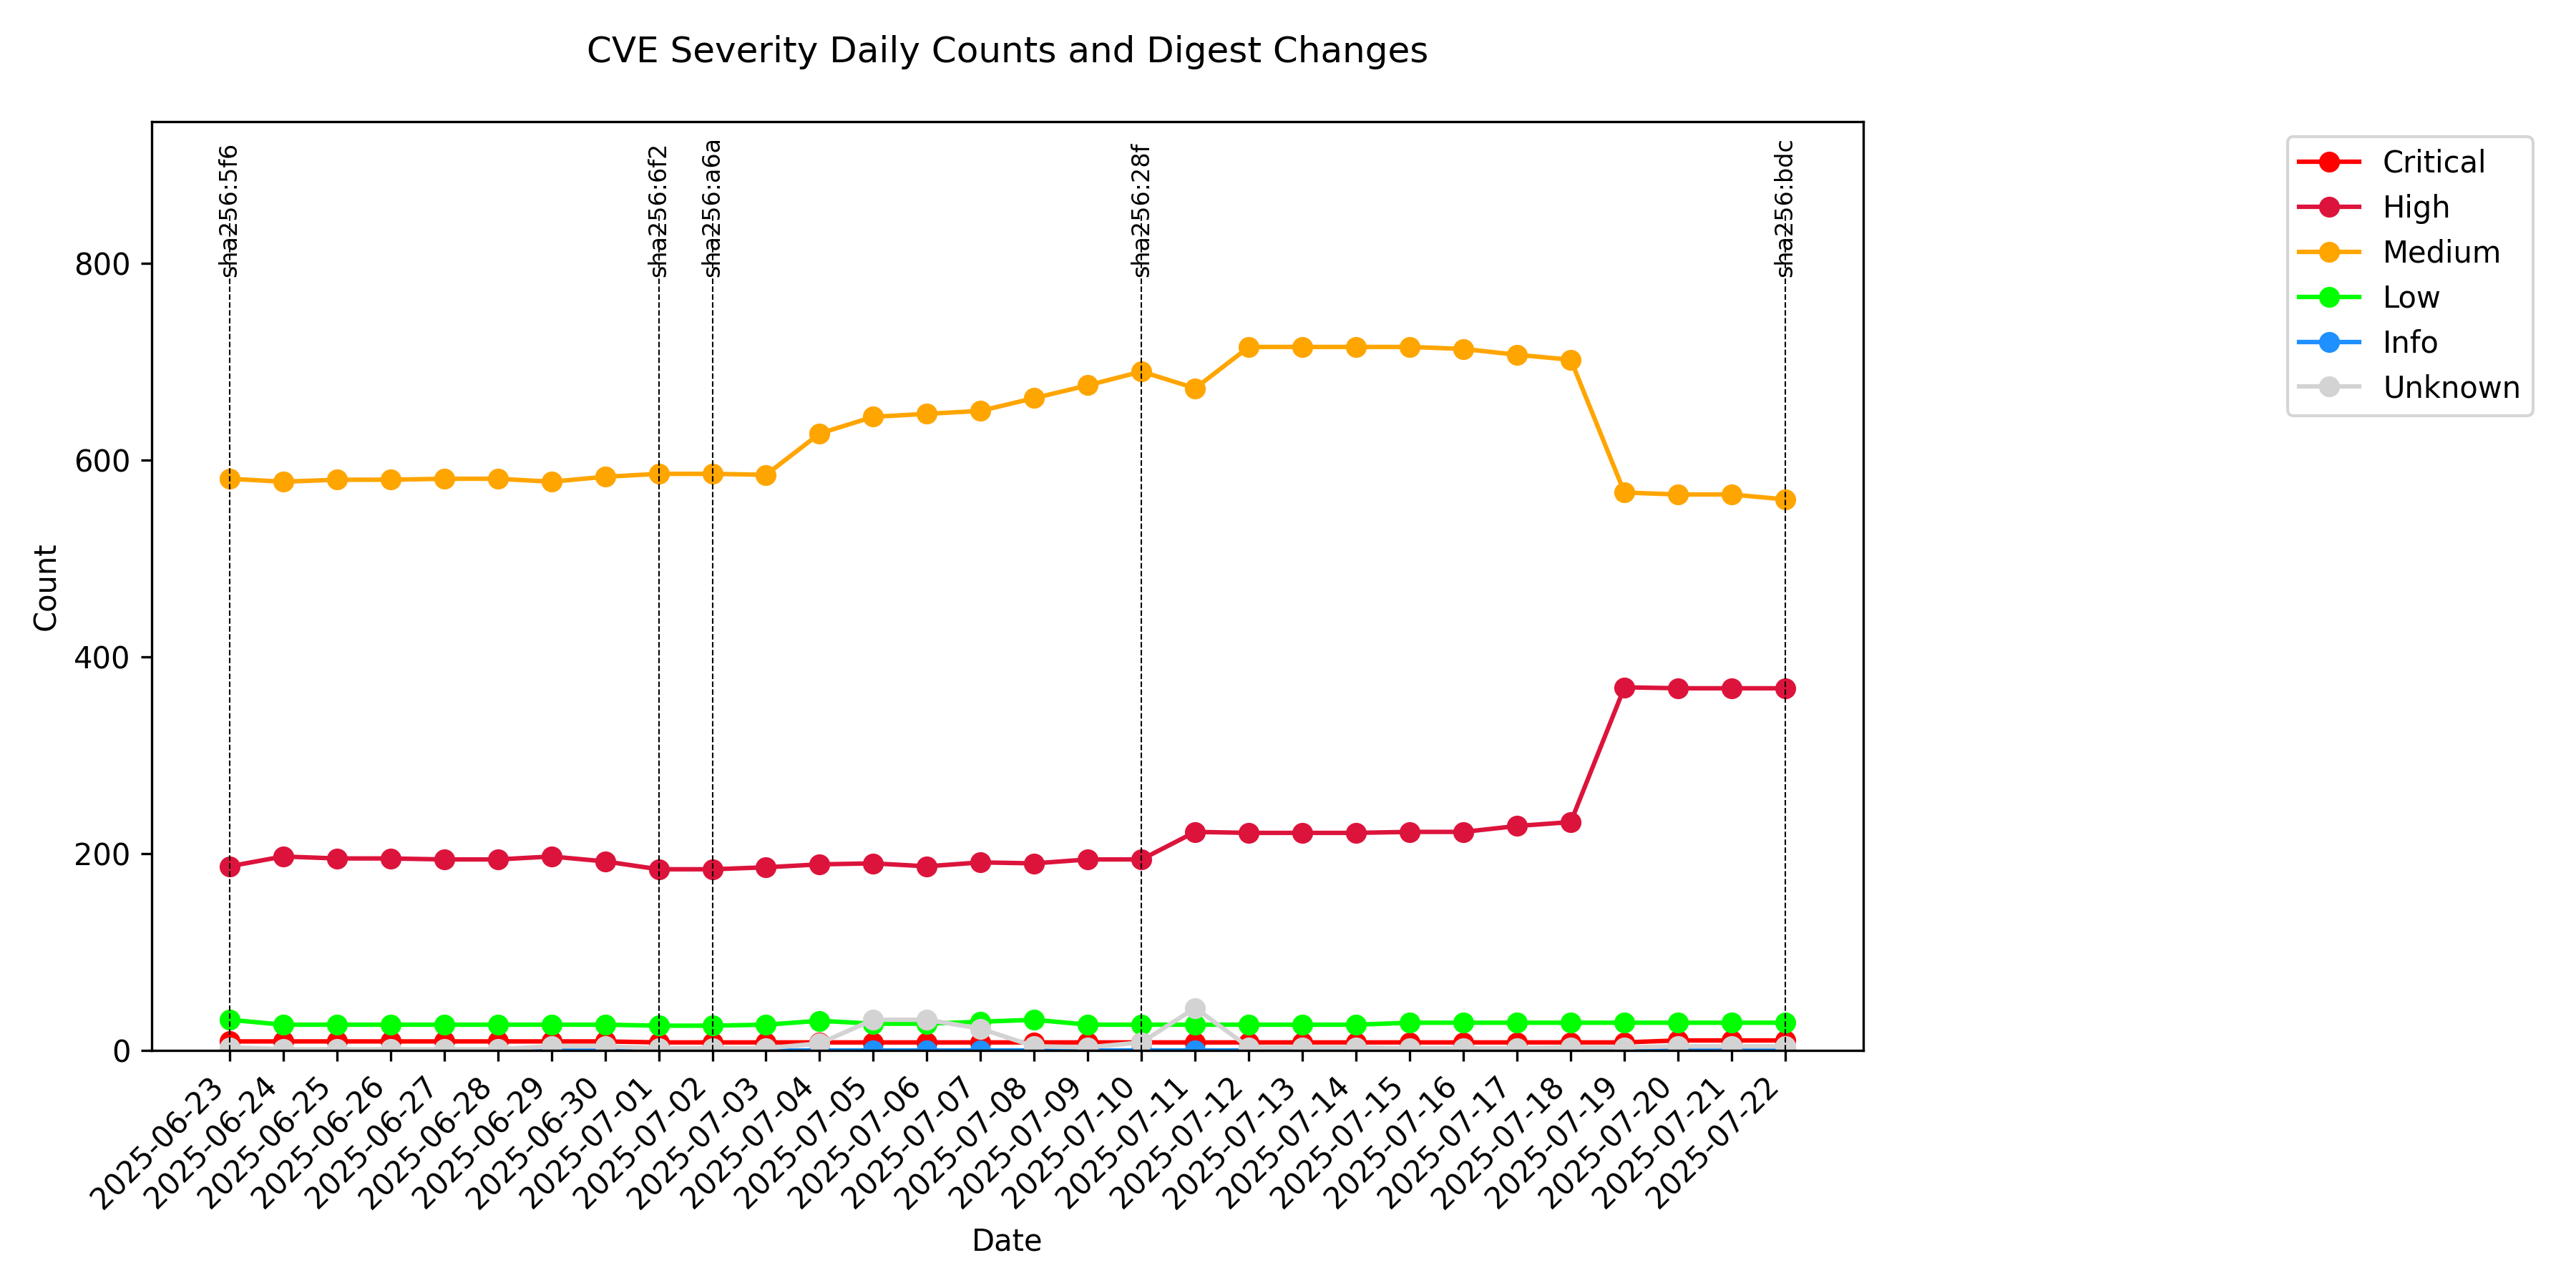 CVE Severity Daily Counts and Digest Changes
sha256:5f6
sha256:6f2
sha256:a6a
sha256:28f
sha256:bdc
Critical
High
Medium
Low
Info
Unknown
800
600
400
200
0
Count
2025-06-23
2025-06-24
2025-06-25
2025-06-26
2025-06-27
2025-06-28
2025-06-29
2025-06-30
2025-07-01
2025-07-02
2025-07-03
2025-07-04
2025-07-05
2025-07-06
2025-07-07
2025-07-08
2025-07-09
2025-07-10
2025-07-11
2025-07-12
2025-07-13
2025-07-14
2025-07-15
2025-07-16
2025-07-17
2025-07-18
2025-07-19
2025-07-20
2025-07-21
2025-07-22
Date